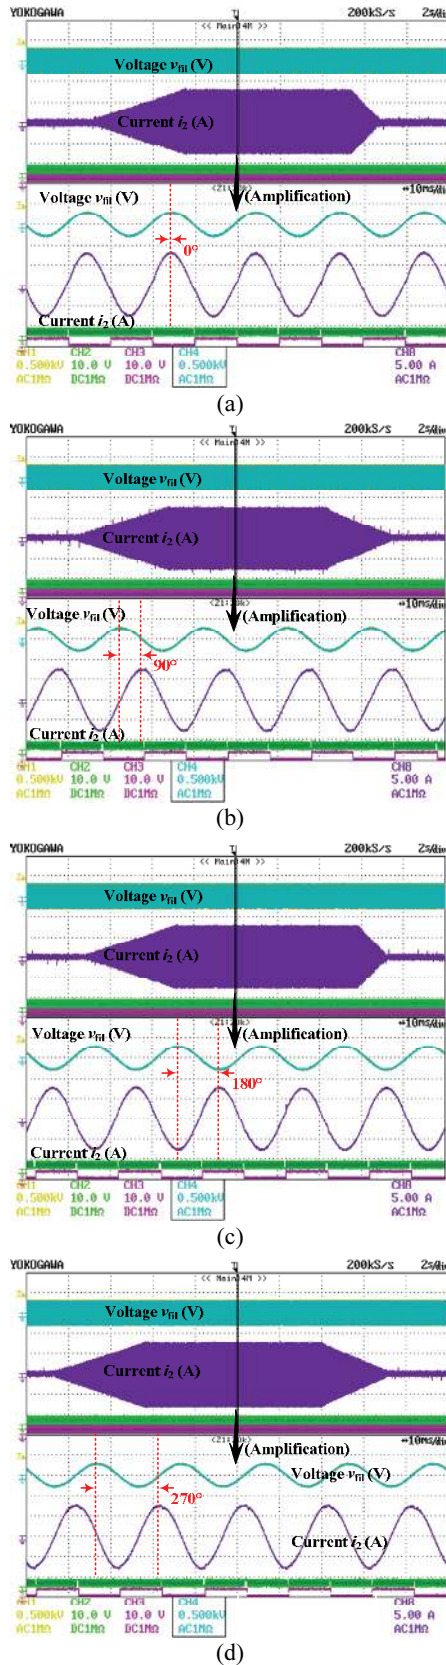 YOKOGAWA 200kS/s 2s/div
<< Main:4M >>
Voltage vfil (V)
Current i2 (A)
Voltage vfil (V)
(Amplification)
10ms/div
0°
Current i2 (A)
CH1 CH2 CH3 CH4 CH8
0.500kV 10.0 V 10.0 V 0.500kV 5.00 A
AC1MΩ DC1MΩ DC1MΩ AC1MΩ AC1MΩ
(a)
YOKOGAWA 200kS/s 2s/div
<< Main:4M >>
Voltage vfil (V)
Current i2 (A)
Voltage vfil (V)
(Amplification)
10ms/div
90°
Current i2 (A)
CH1 CH2 CH3 CH4 CH8
0.500kV 10.0 V 10.0 V 0.500kV 5.00 A
AC1MΩ DC1MΩ DC1MΩ AC1MΩ AC1MΩ
(b)
YOKOGAWA 200kS/s 2s/div
<< Main:4M >>
Voltage vfil (V)
Current i2 (A)
Voltage vfil (V)
(Amplification)
10ms/div
180°
Current i2 (A)
CH1 CH2 CH3 CH4 CH8
0.500kV 10.0 V 10.0 V 0.500kV 5.00 A
AC1MΩ DC1MΩ DC1MΩ AC1MΩ AC1MΩ
(c)
YOKOGAWA 200kS/s 2s/div
<< Main:4M >>
Voltage vfil (V)
Current i2 (A)
(Amplification)
10ms/div
Voltage vfil (V)
270°
Current i2 (A)
CH1 CH2 CH3 CH4 CH8
0.500kV 10.0 V 10.0 V 0.500kV 5.00 A
AC1MΩ DC1MΩ DC1MΩ AC1MΩ AC1MΩ
(d)